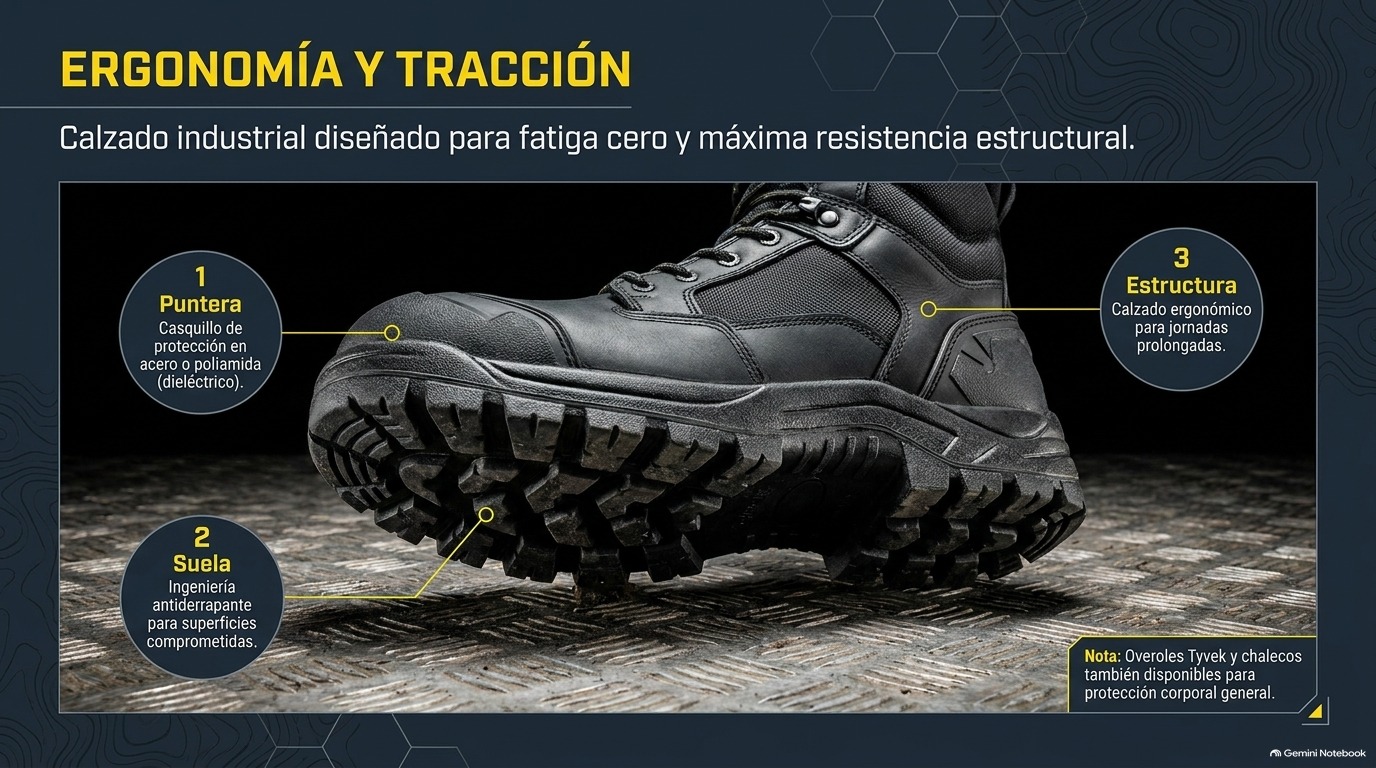 ERGONOMÍA Y TRACCIÓN
Calzado industrial diseñado para fatiga cero y máxima resistencia estructural.
1
Puntera
Casquillo de
protección en
acero o poliamida
(dieléctrico).
3
Estructura
Calzado ergonómico
para jornadas
prolongadas.
2
Suela
Ingeniería
antiderrapante
para superficies
comprometidas.
Nota: Overoles Tyvek y chalecos
también disponibles para
protección corporal general.
Gemini Notebook